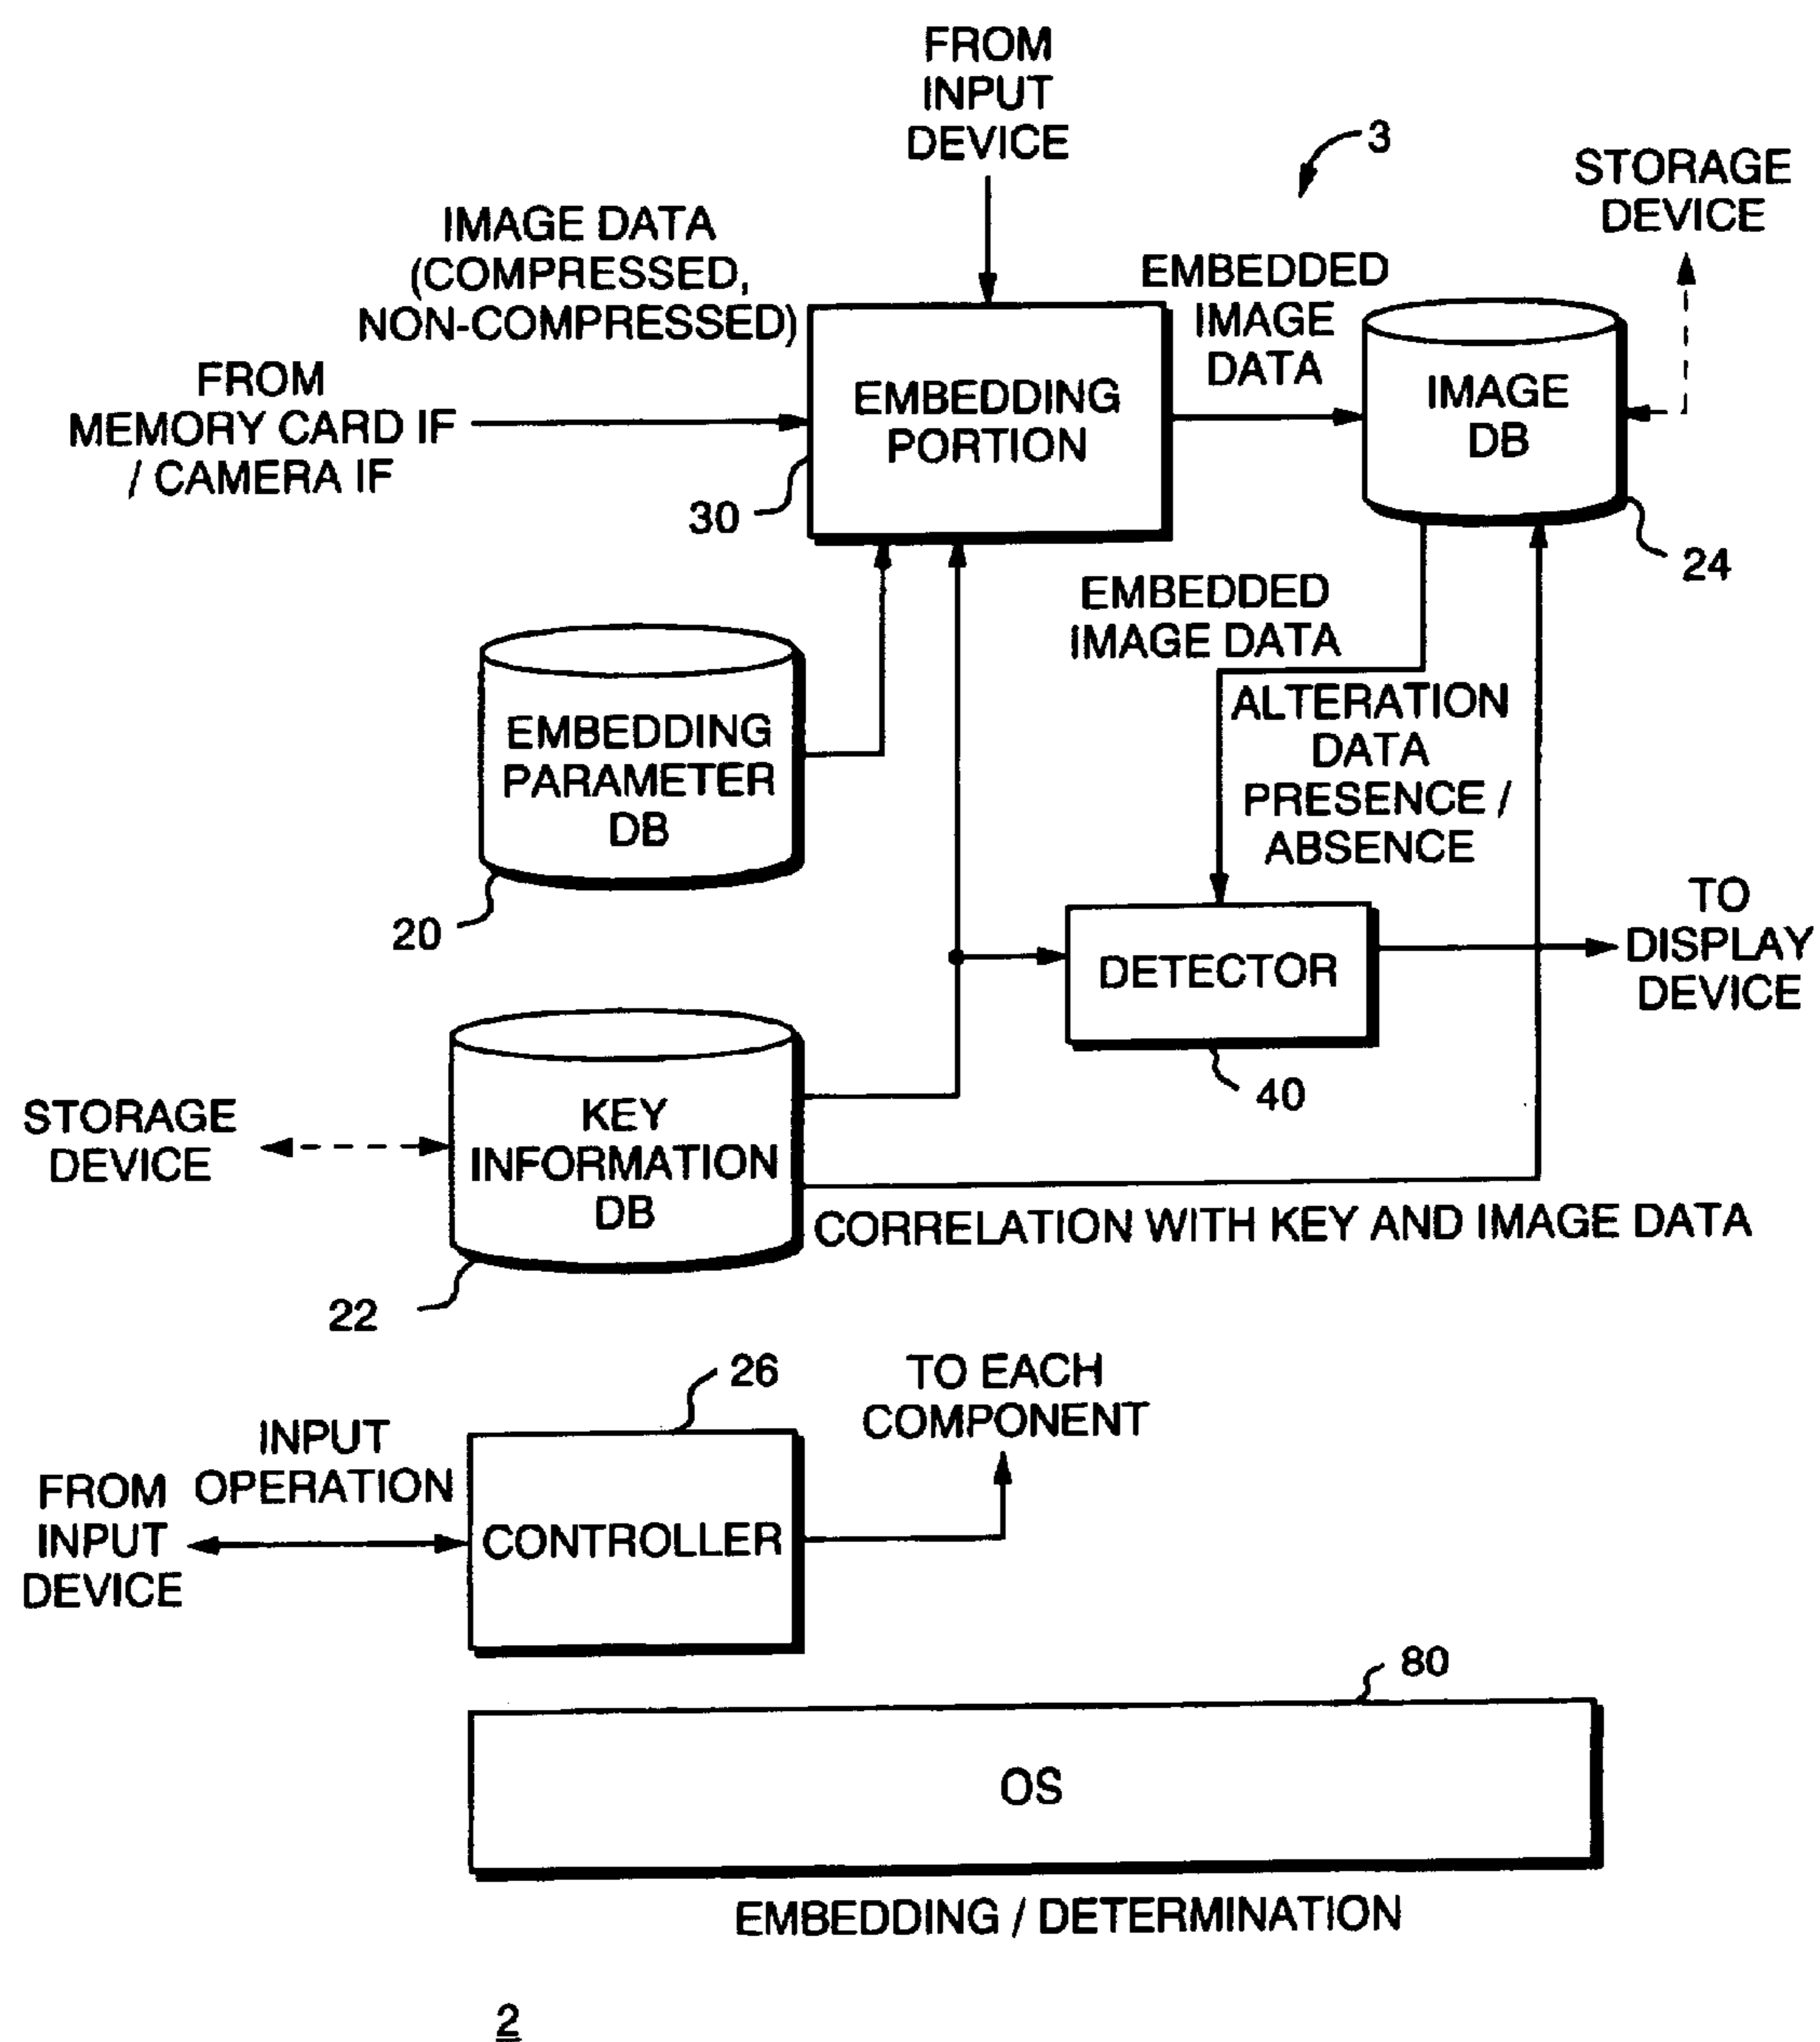 FROM
INPUT
DEVICE
3
STORAGE
DEVICE
IMAGE DATA
(COMPRESSED,
NON-COMPRESSED)
EMBEDDED
IMAGE
DATA
FROM
MEMORY CARD IF
/ CAMERA IF
EMBEDDING
PORTION
IMAGE
DB
30
24
EMBEDDED
IMAGE DATA
EMBEDDING
PARAMETER
DB
ALTERATION
DATA
PRESENCE /
ABSENCE
20
DETECTOR
TO
DISPLAY
DEVICE
40
STORAGE
DEVICE
KEY
INFORMATION
DB
CORRELATION WITH KEY AND IMAGE DATA
22
26
TO EACH
COMPONENT
INPUT
OPERATION
FROM
INPUT
DEVICE
CONTROLLER
80
OS
EMBEDDING / DETERMINATION
2